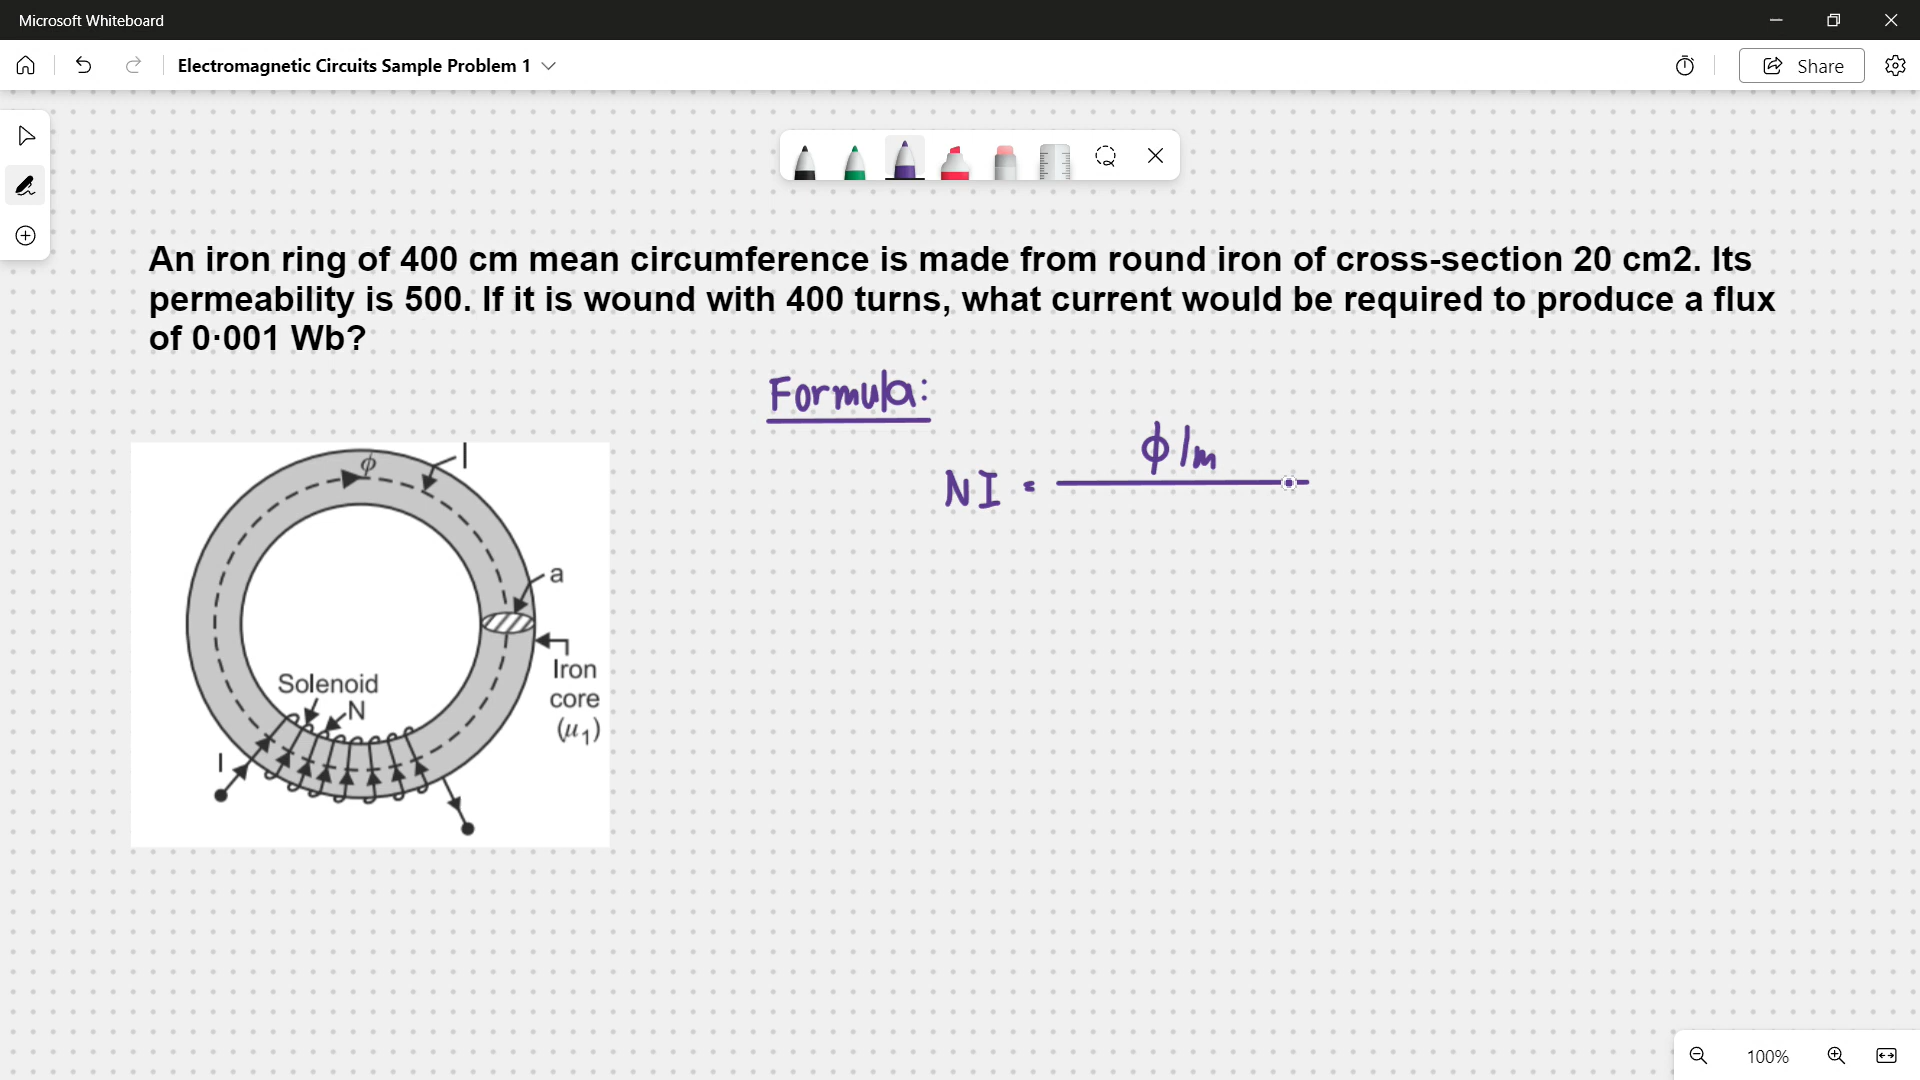 Microsoft Whiteboard
Electromagnetic Circuits Sample Problem 1
Share
An iron ring of 400 cm mean circumference is made from round iron of cross-section 20 cm2. Its
permeability is 500. If it is wound with 400 turns, what current would be required to produce a flux
of 0·001 Wb?
Formula:
NI = ϕ lm
ϕ
l
a
Iron
core
(μ1)
Solenoid
N
I
100%